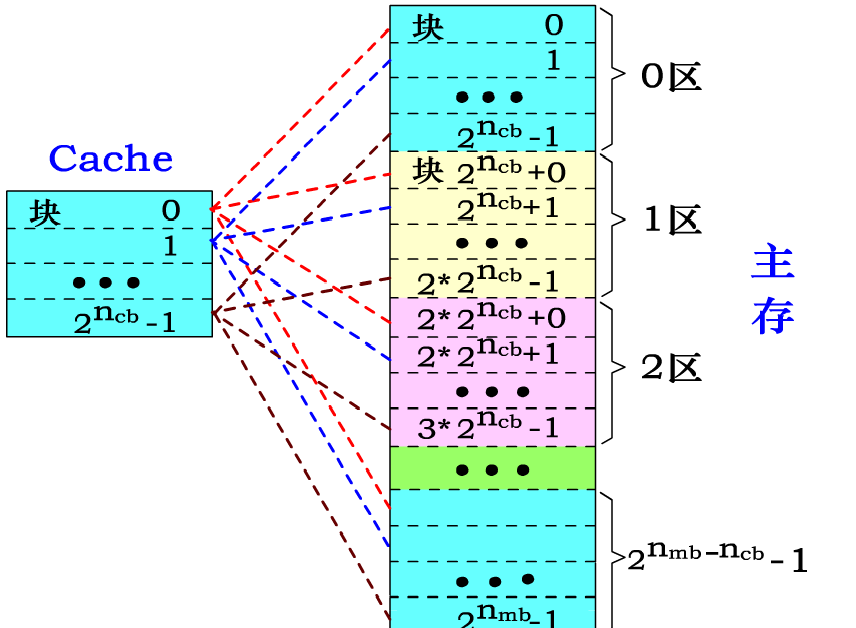 Cache
块 0
1
•••
2^ncb -1
块 0
1
•••
2^ncb -1
块 2^ncb +0
2^ncb +1
•••
2* 2^ncb -1
2* 2^ncb +0
2* 2^ncb +1
•••
3* 2^ncb -1
•••
•••
2^nmb -1
0区
1区
2区
2^nmb-ncb - 1
主
存